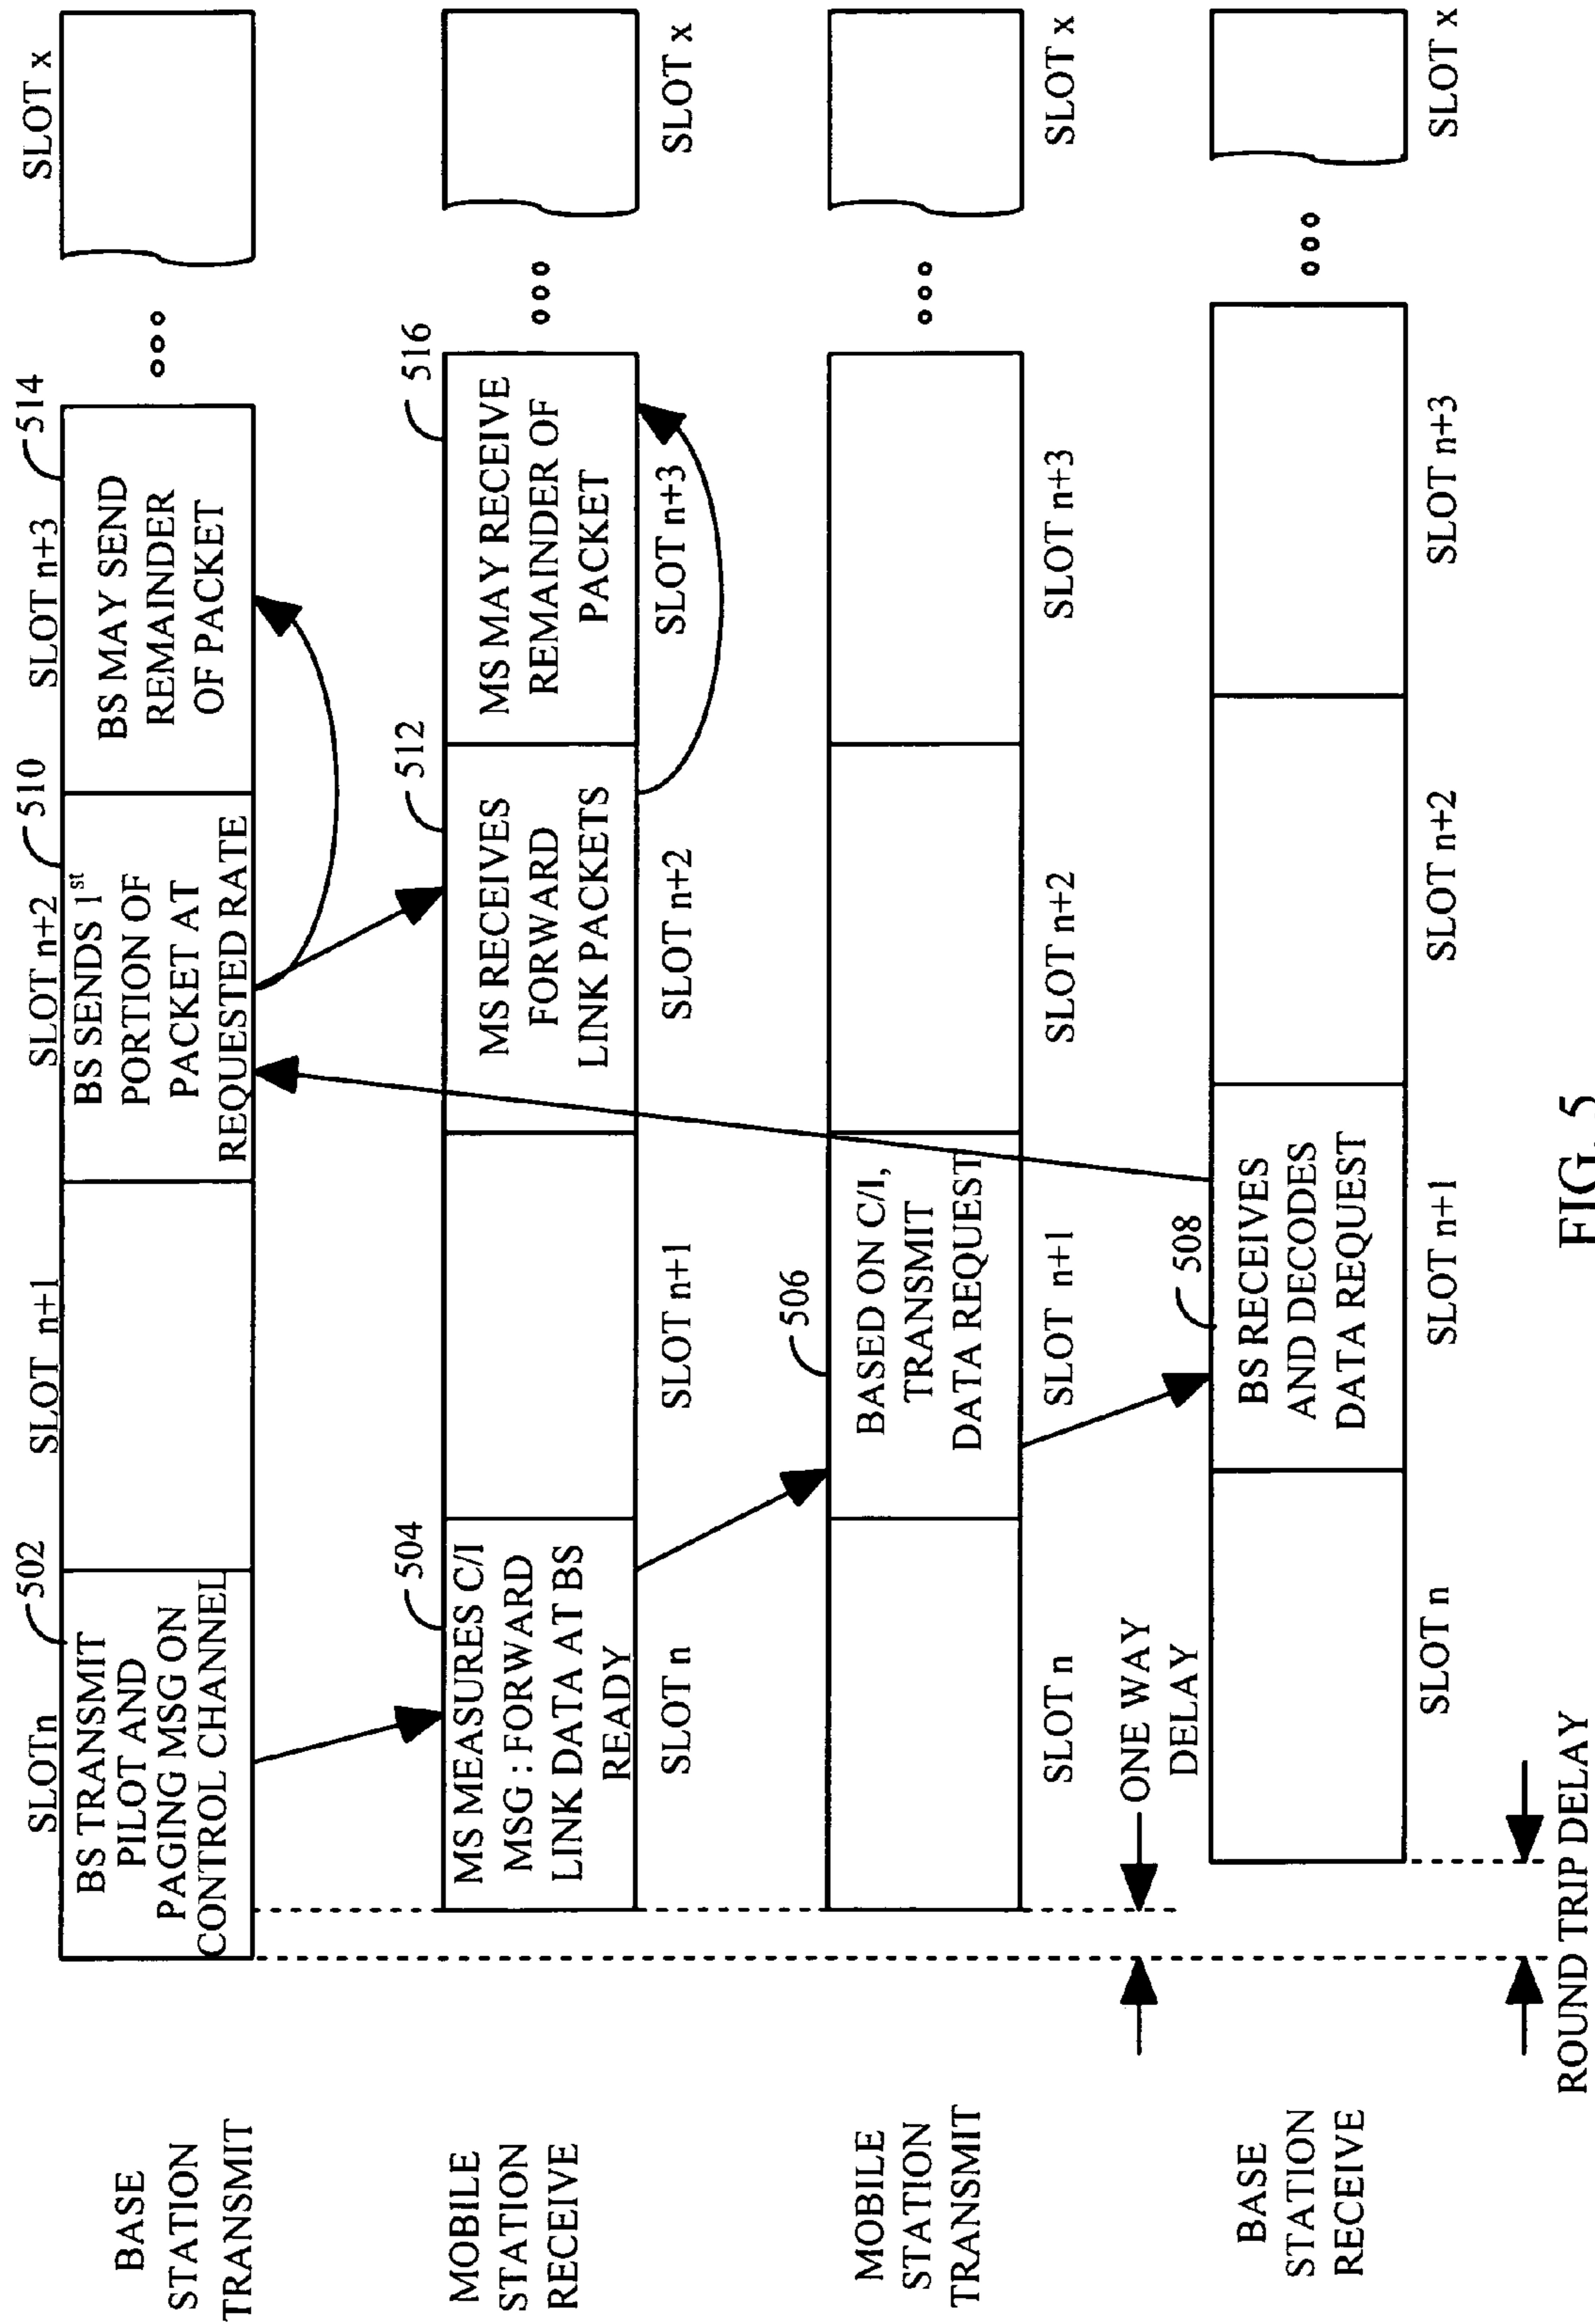 BASE
STATION
TRANSMIT
SLOT n
502
SLOT n+1
SLOT n+2
510
SLOT n+3
514
SLOT x
BS TRANSMIT
PILOT AND
PAGING MSG ON
CONTROL CHANNEL
BS SENDS 1st
PORTION OF
PACKET AT
REQUESTED RATE
BS MAY SEND
REMAINDER
OF PACKET
MOBILE
STATION
RECEIVE
504
512
516
MS MEASURES C/I
MSG : FORWARD
LINK DATA AT BS
READY
MS RECEIVES
FORWARD
LINK PACKETS
MS MAY RECEIVE
REMAINDER OF
PACKET
SLOT n
SLOT n+1
SLOT n+2
SLOT n+3
SLOT x
MOBILE
STATION
TRANSMIT
506
BASED ON C/I,
TRANSMIT
DATA REQUEST
SLOT n
SLOT n+1
SLOT n+2
SLOT n+3
SLOT x
ONE WAY
DELAY
BASE
STATION
RECEIVE
508
BS RECEIVES
AND DECODES
DATA REQUEST
SLOT n
SLOT n+1
SLOT n+2
SLOT n+3
SLOT x
ROUND TRIP DELAY
FIG. 5